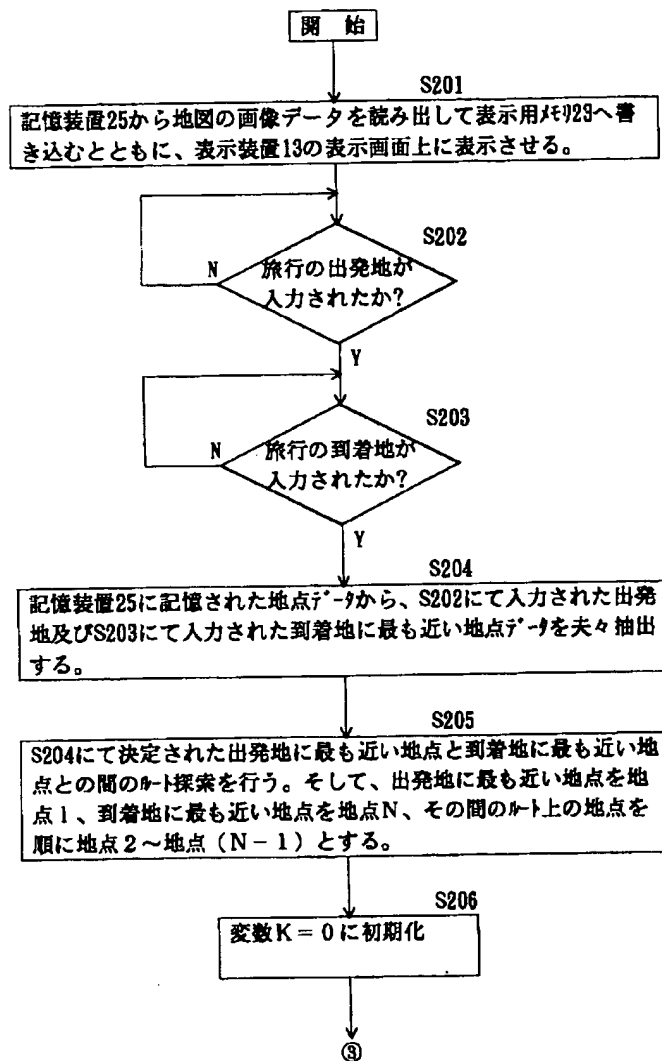 開 始
S201
記憶装置25から地図の画像データを読み出して表示用ﾒﾓﾘ23へ書
き込むとともに、表示装置13の表示画面上に表示させる。
S202
N
旅行の出発地が
入力されたか?
Y
S203
N
旅行の到着地が
入力されたか?
Y
S204
記憶装置25に記憶された地点ﾃﾞｰﾀから、S202にて入力された出発
地及びS203にて入力された到着地に最も近い地点ﾃﾞｰﾀを夫々抽出
する。
S205
S204にて決定された出発地に最も近い地点と到着地に最も近い地
点との間のﾙｰﾄ探索を行う。そして、出発地に最も近い地点を地
点1、到着地に最も近い地点を地点N、その間のﾙｰﾄ上の地点を
順に地点2～地点(N－1)とする。
S206
変数K＝0に初期化
③